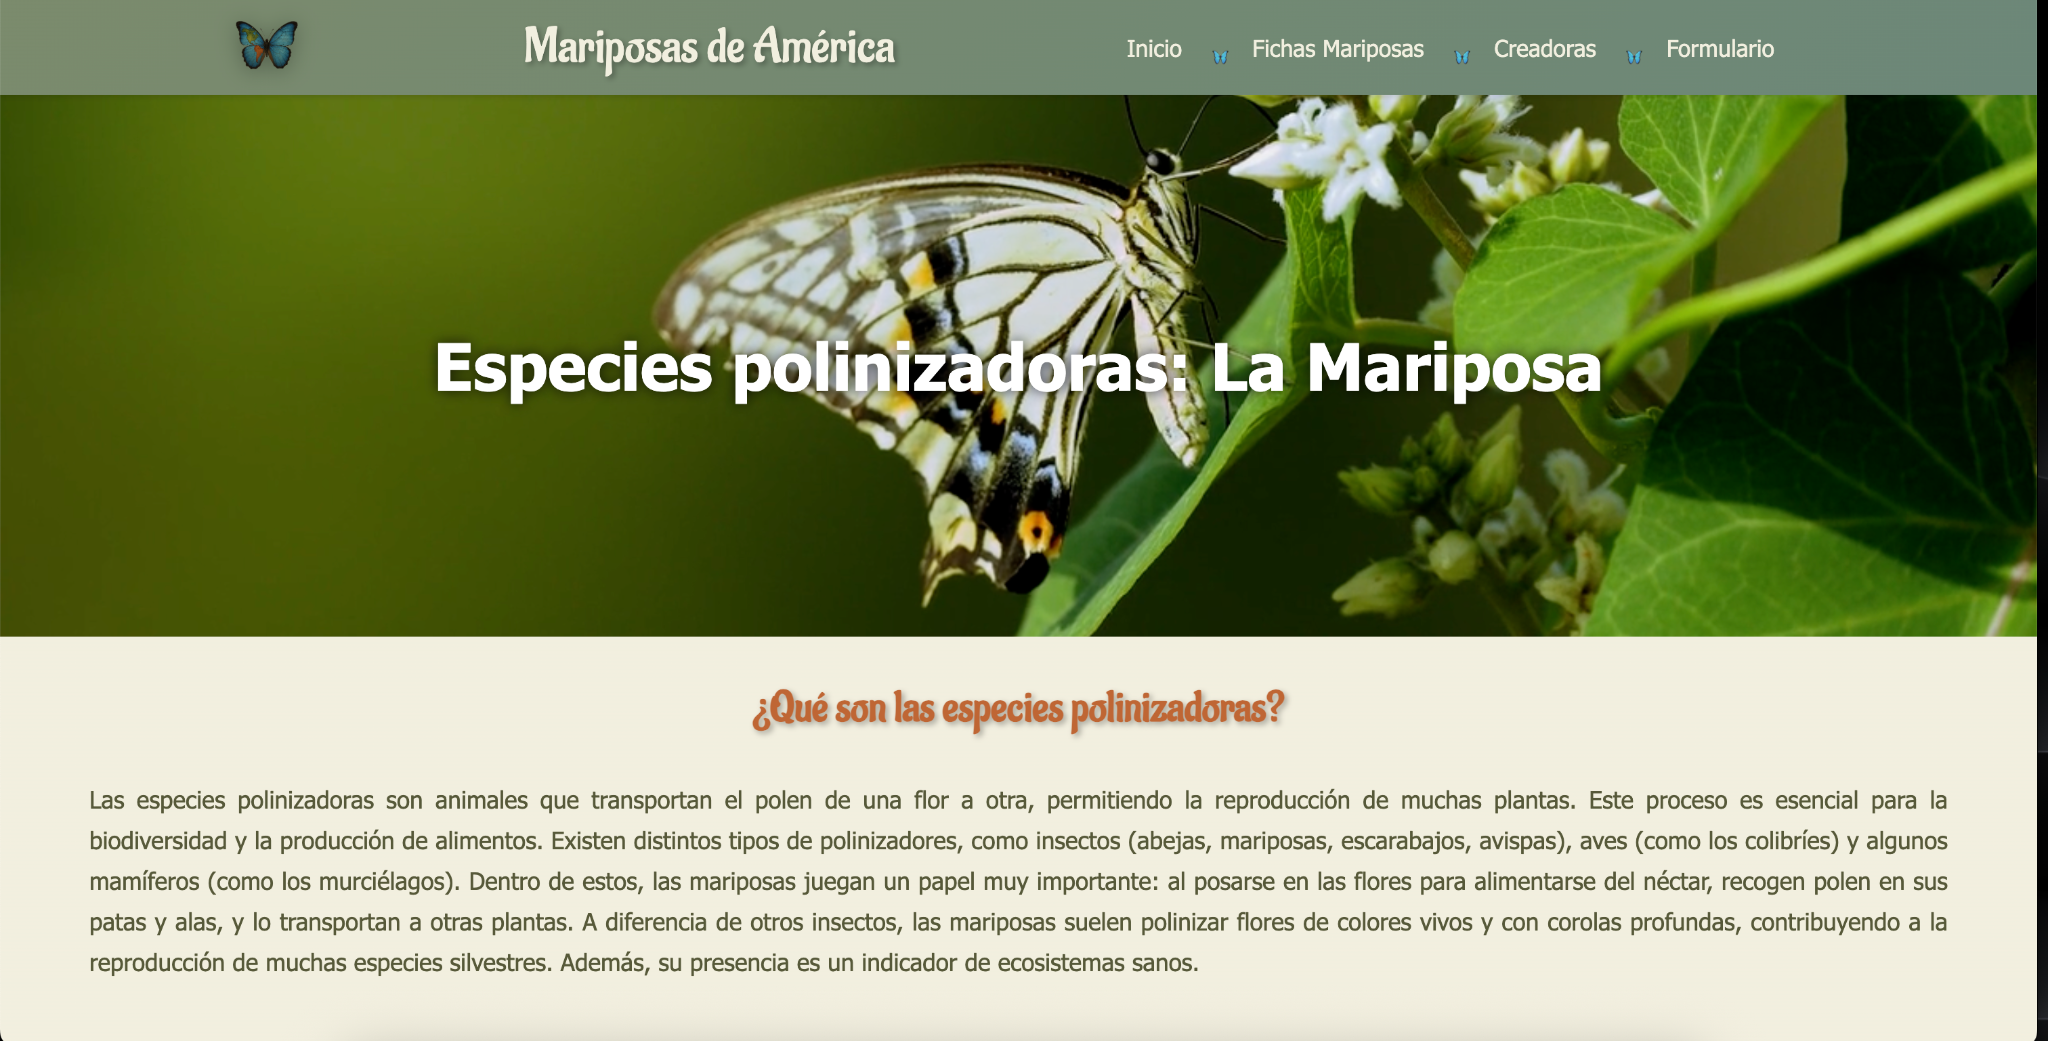 Mariposas de América
Inicio
Fichas Mariposas
Creadoras
Formulario
Especies polinizadoras: La Mariposa
¿Qué son las especies polinizadoras?
Las especies polinizadoras son animales que transportan el polen de una flor a otra, permitiendo la reproducción de muchas plantas. Este proceso es esencial para la
biodiversidad y la producción de alimentos. Existen distintos tipos de polinizadores, como insectos (abejas, mariposas, escarabajos, avispas), aves (como los colibríes) y algunos
mamíferos (como los murciélagos). Dentro de estos, las mariposas juegan un papel muy importante: al posarse en las flores para alimentarse del néctar, recogen polen en sus
patas y alas, y lo transportan a otras plantas. A diferencia de otros insectos, las mariposas suelen polinizar flores de colores vivos y con corolas profundas, contribuyendo a la
reproducción de muchas especies silvestres. Además, su presencia es un indicador de ecosistemas sanos.